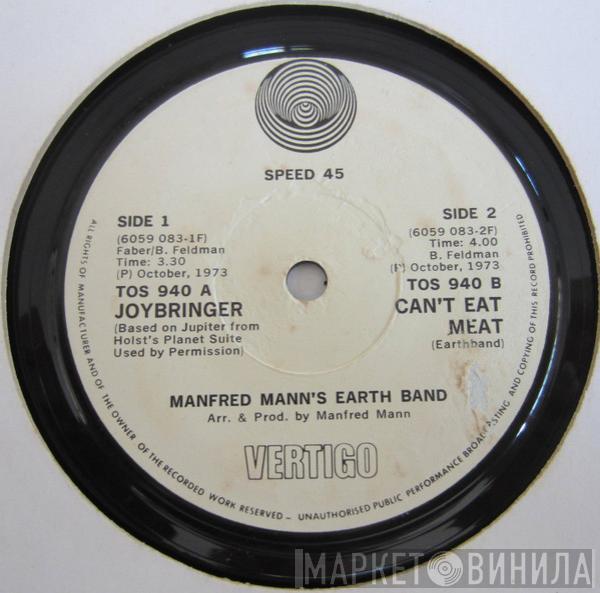 SPEED 45
SIDE 1
(6059 083-1F)
Faber/B. Feldman
Time: 3.30
(P) October, 1973
TOS 940 A
JOYBRINGER
(Based on Jupiter from
Holst's Planet Suite
Used by Permission)
SIDE 2
(6059 083-2F)
Time: 4.00
B. Feldman
(P) October, 1973
TOS 940 B
CAN'T EAT
MEAT
(Earthband)
MANFRED MANN'S EARTH BAND
Arr. & Prod. by Manfred Mann
VERTIGO
ALL RIGHTS OF MANUFACTURER AND OF THE OWNER OF THE RECORDED WORK RESERVED – UNAUTHORISED PUBLIC PERFORMANCE BROADCASTING AND COPYING OF THIS RECORD PROHIBITED
МАРКЕТ ВИНИЛА